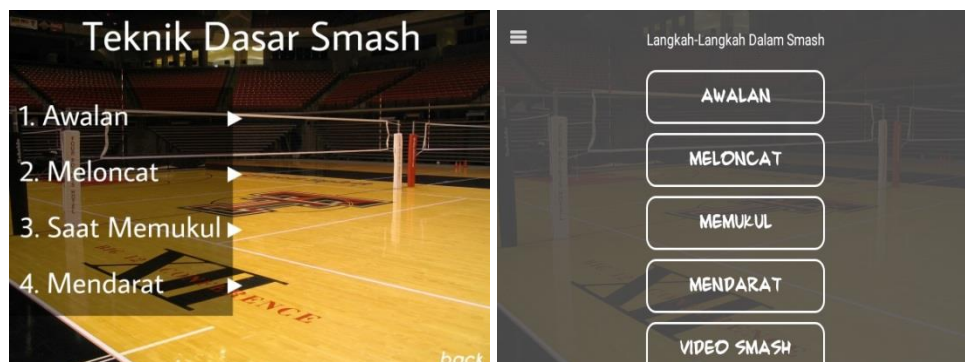 Teknik Dasar Smash
1. Awalan
2. Meloncat
3. Saat Memukul
4. Mendarat
back
Langkah-Langkah Dalam Smash
AWALAN
MELONCAT
MEMUKUL
MENDARAT
VIDEO SMASH